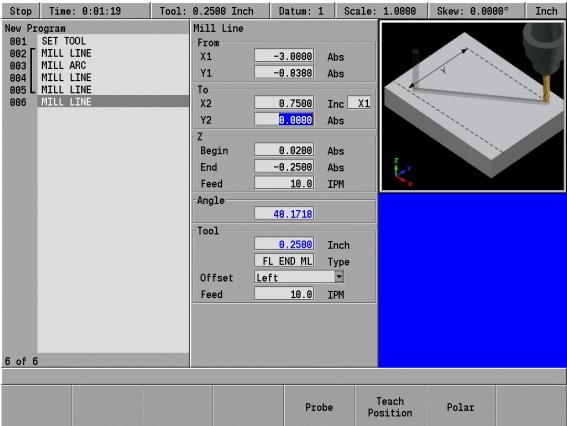 Stop Time: 0:01:19 Tool: 0.2500 Inch Datum: 1 Scale: 1.0000 Skew: 0.0000° Inch
New Program
001 SET TOOL
002 MILL LINE
003 MILL ARC
004 MILL LINE
005 MILL LINE
006 MILL LINE
6 of 6
Mill Line
From
X1 -3.0000 Abs
Y1 -0.8380 Abs
To
X2 0.7500 Inc X1
Y2 0.0000 Abs
Z
Begin 0.0200 Abs
End -0.2500 Abs
Feed 10.0 IPM
Angle
48.1718
Tool
0.2500 Inch
FL END ML Type
Offset Left
Feed 10.0 IPM
Y
Z
Y
X
Probe
Teach
Position
Polar